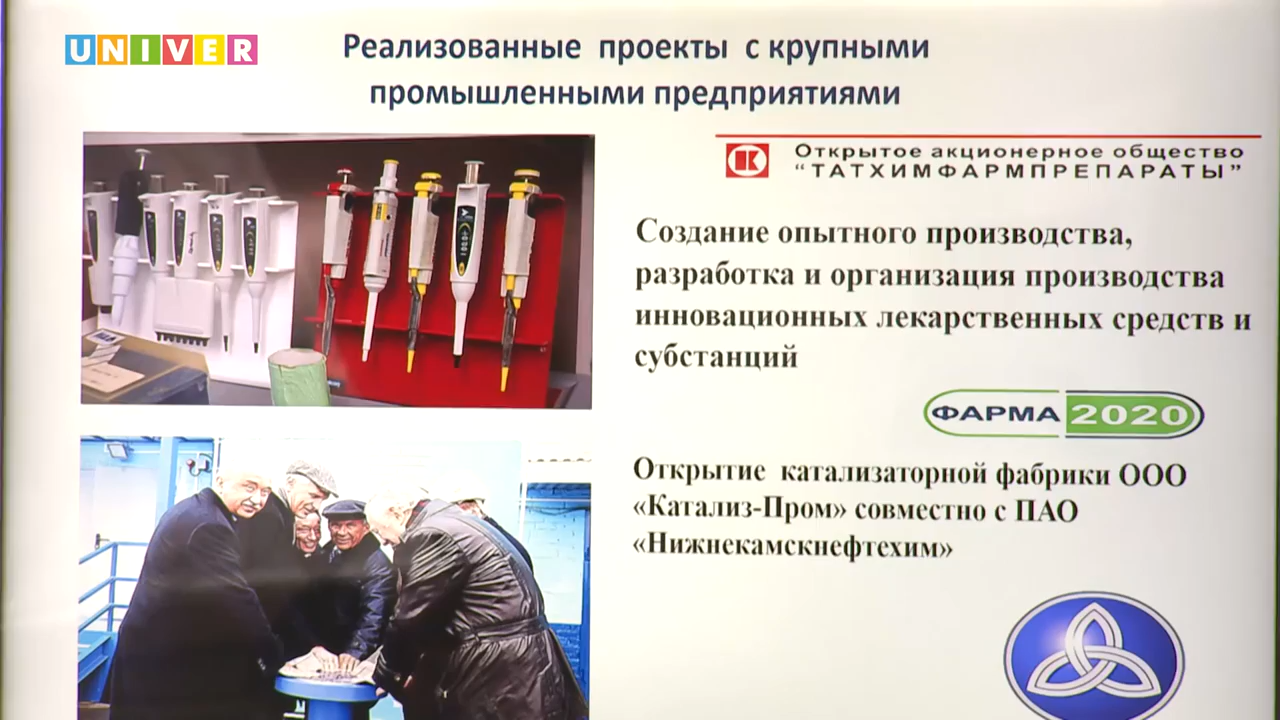 UNIVER
Реализованные проекты с крупными
промышленными предприятиями
Открытое акционерное общество
“ТАТХИМФАРМПРЕПАРАТЫ”
Создание опытного производства,
разработка и организация производства
инновационных лекарственных средств и
субстанций
ФАРМА 2020
Открытие катализаторной фабрики ООО
«Катализ-Пром» совместно с ПАО
«Нижнекамскнефтехим»